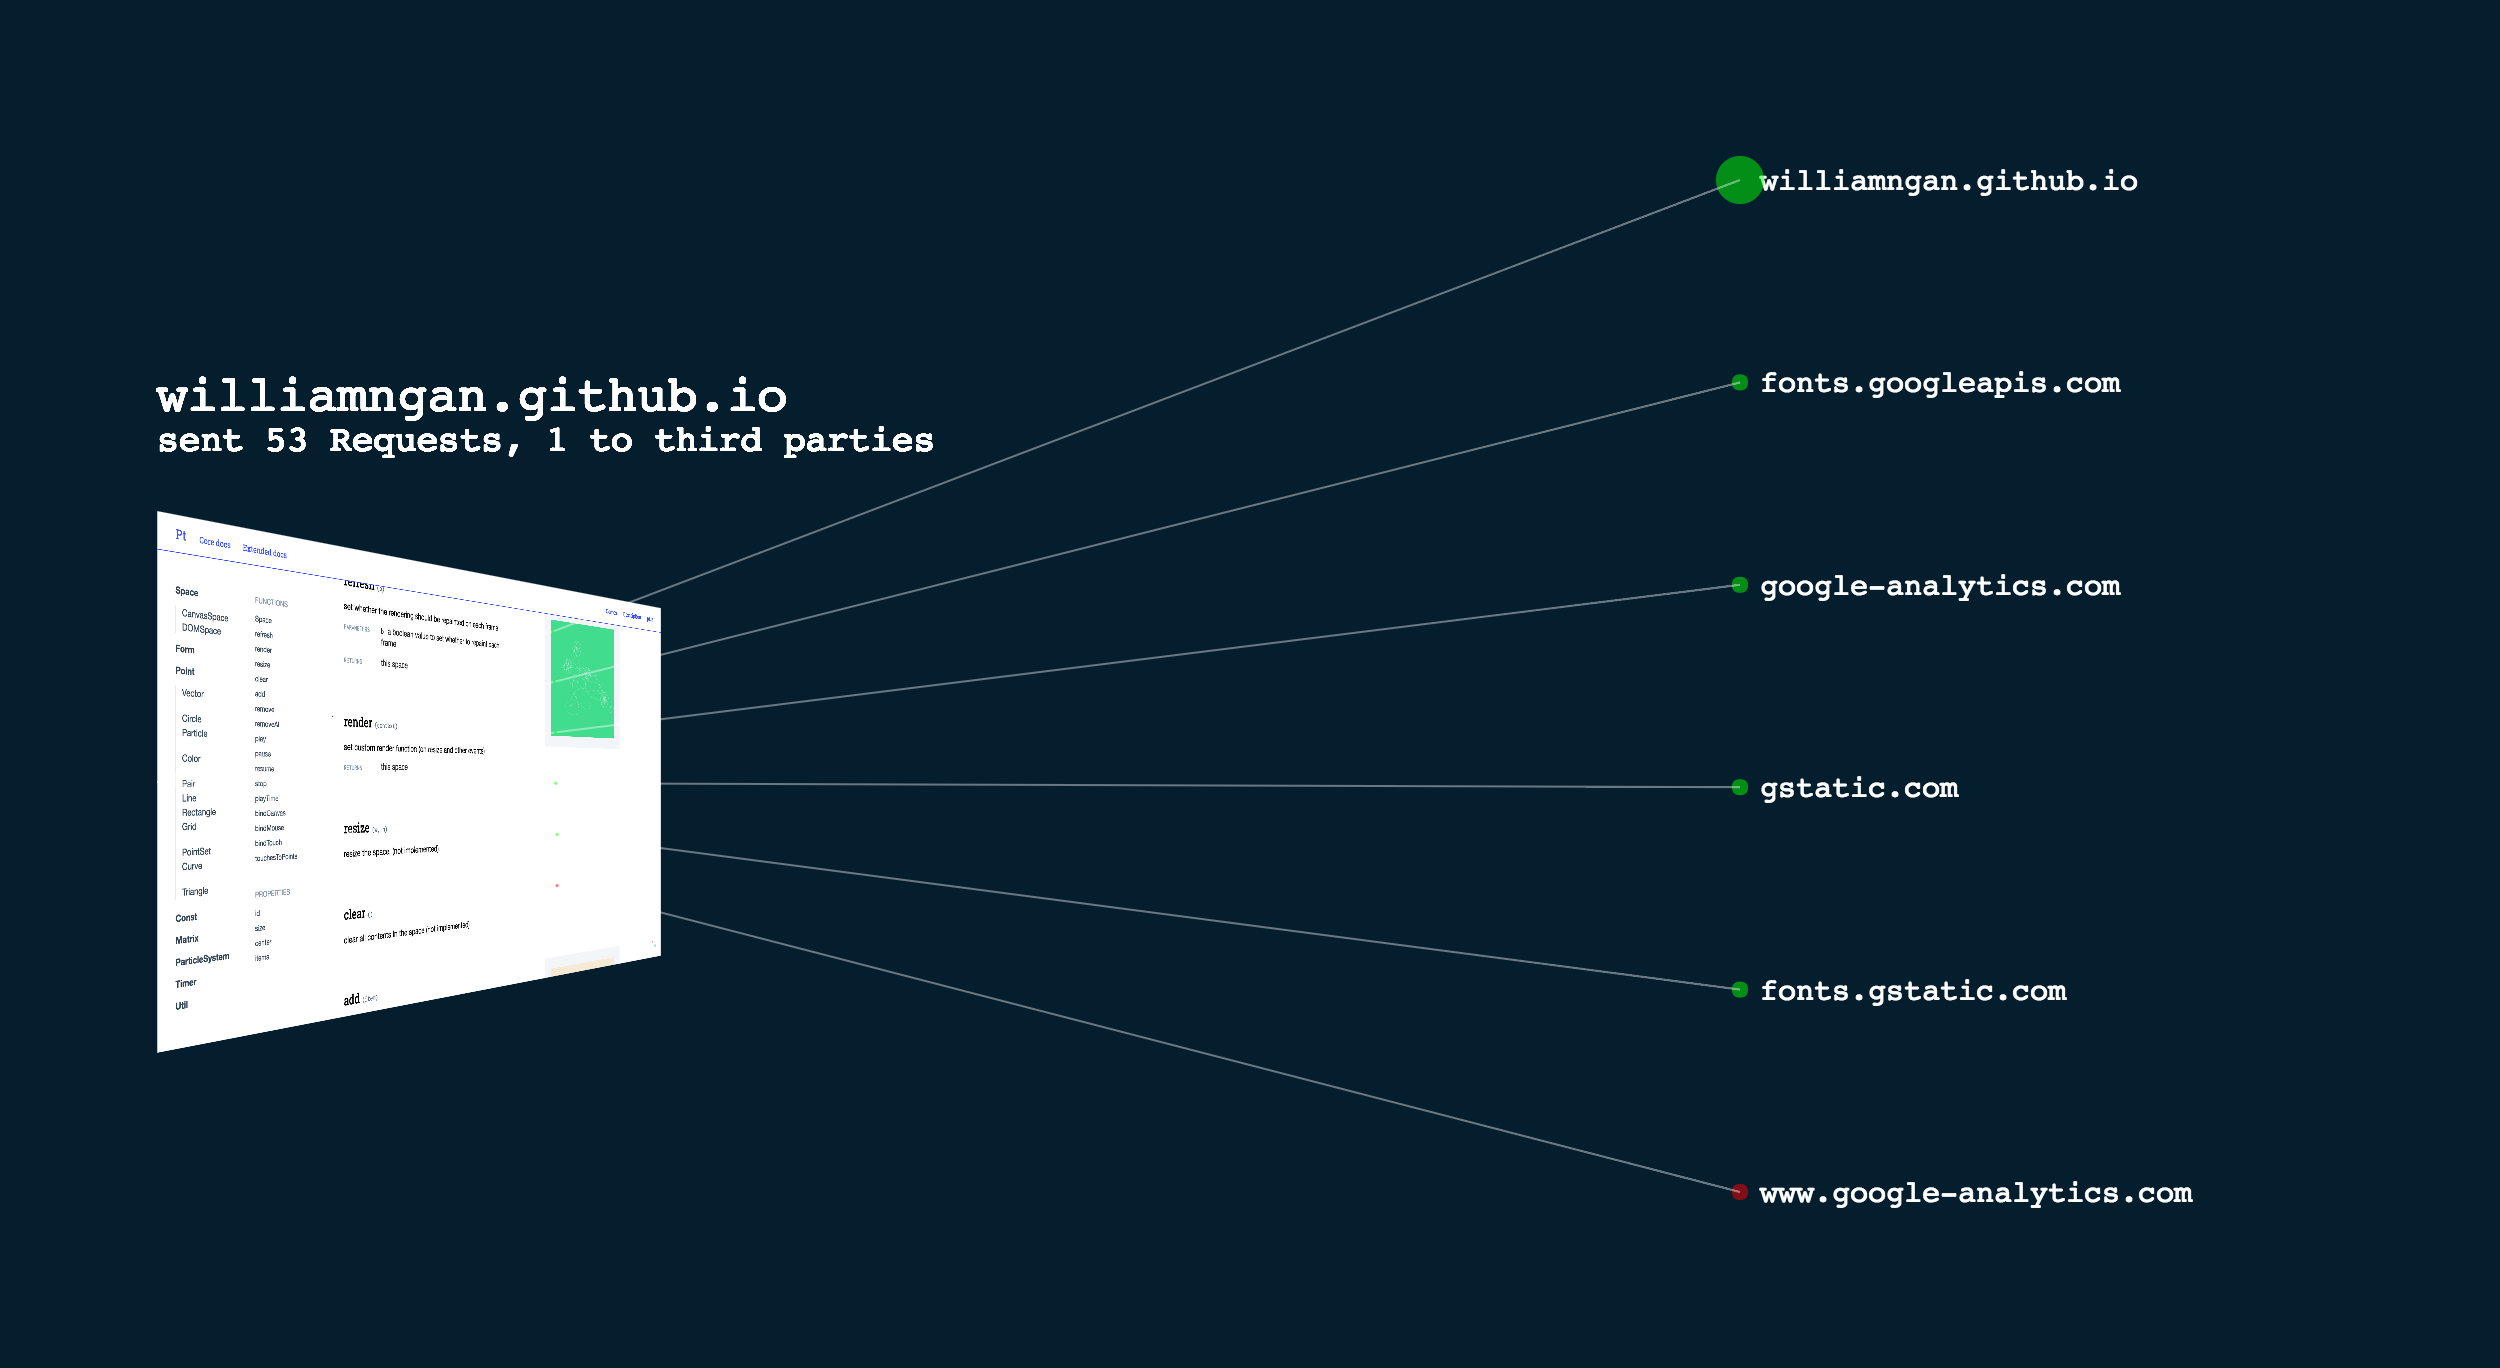 williamngan.github.io
sent 53 Requests, 1 to third parties
williamngan.github.io
fonts.googleapis.com
google-analytics.com
gstatic.com
fonts.gstatic.com
www.google-analytics.com
Pt Core docs Extended docs
Space
CanvasSpace
DOMSpace
Form
Point
Vector
Circle
Particle
Color
Pair
Line
Rectangle
Grid
PointSet
Curve
Triangle
Const
Matrix
ParticleSystem
Timer
Util
FUNCTIONS
Space
refresh
render
resize
clear
add
remove
removeAll
play
pause
resume
stop
playTime
bindCanvas
bindMouse
bindTouch
touchesToPoints
PROPERTIES
id
size
center
items
refresh (b)
set whether the rendering should be repainted on each frame
PARAMETERS b : a boolean value to set whether to repaint each
frame
RETURNS this space
render (context)
set custom render function (on resize and other events)
RETURNS this space
resize (w, h)
resize the space. (not implemented)
clear ()
clear all contents in the space (not implemented)
add (item)